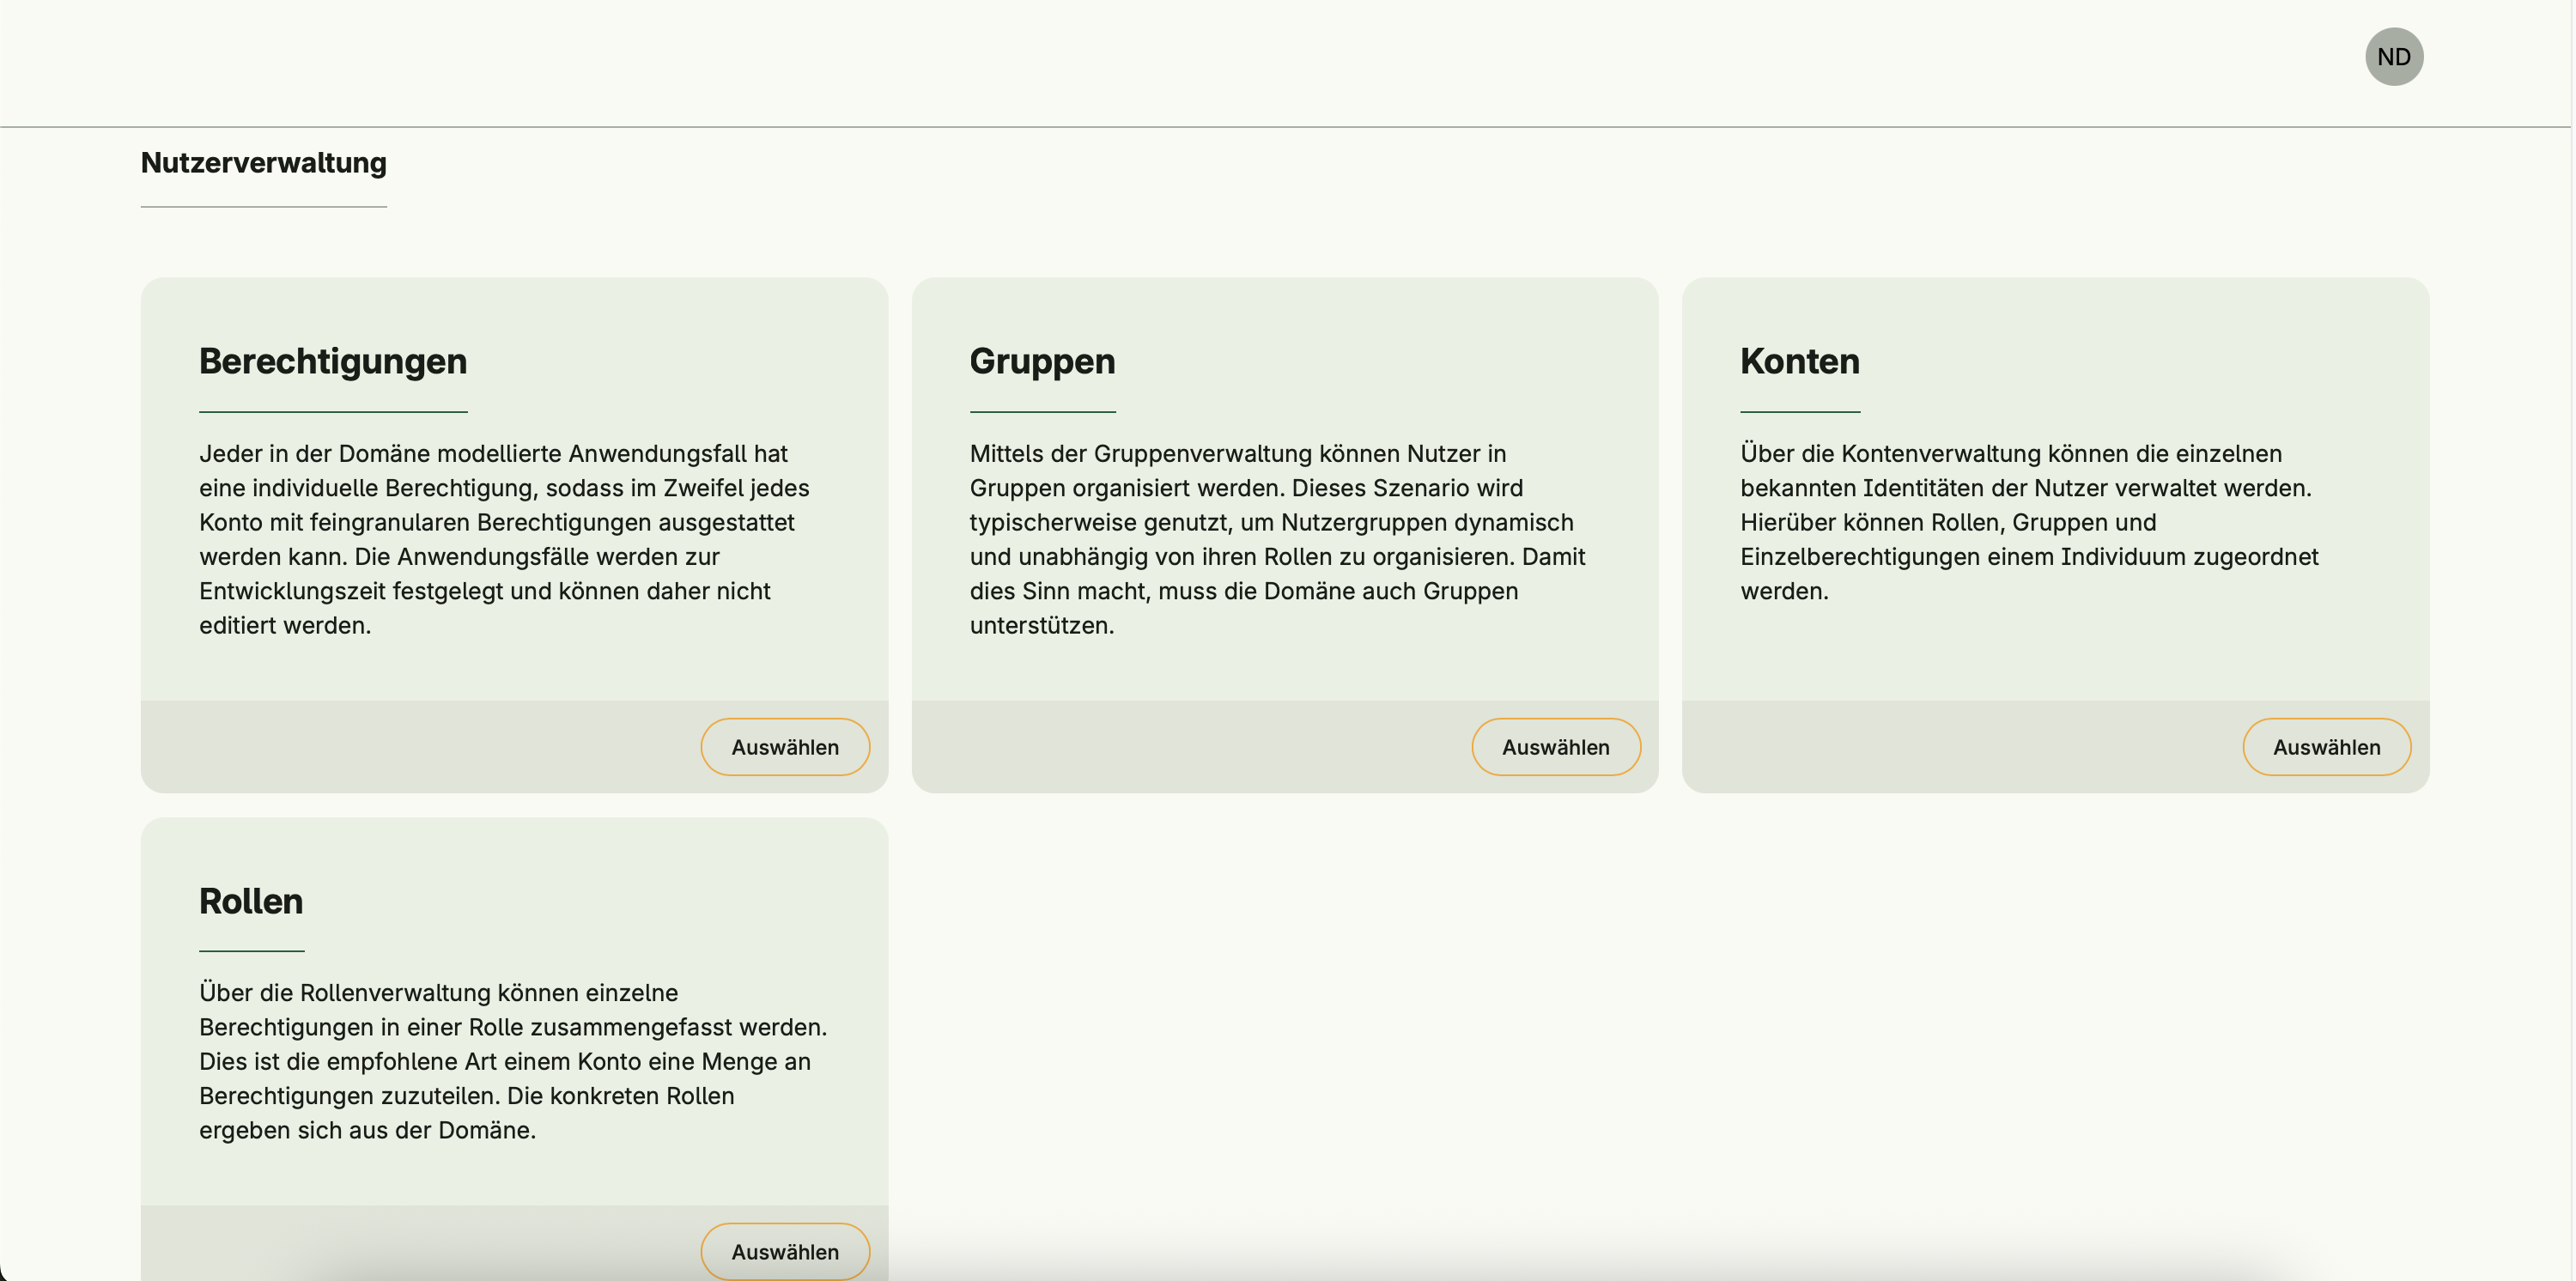 ND
Nutzerverwaltung
Berechtigungen
Jeder in der Domäne modellierte Anwendungsfall hat
eine individuelle Berechtigung, sodass im Zweifel jedes
Konto mit feingranularen Berechtigungen ausgestattet
werden kann. Die Anwendungsfälle werden zur
Entwicklungszeit festgelegt und können daher nicht
editiert werden.
Auswählen
Gruppen
Mittels der Gruppenverwaltung können Nutzer in
Gruppen organisiert werden. Dieses Szenario wird
typischerweise genutzt, um Nutzergruppen dynamisch
und unabhängig von ihren Rollen zu organisieren. Damit
dies Sinn macht, muss die Domäne auch Gruppen
unterstützen.
Auswählen
Konten
Über die Kontenverwaltung können die einzelnen
bekannten Identitäten der Nutzer verwaltet werden.
Hierüber können Rollen, Gruppen und
Einzelberechtigungen einem Individuum zugeordnet
werden.
Auswählen
Rollen
Über die Rollenverwaltung können einzelne
Berechtigungen in einer Rolle zusammengefasst werden.
Dies ist die empfohlene Art einem Konto eine Menge an
Berechtigungen zuzuteilen. Die konkreten Rollen
ergeben sich aus der Domäne.
Auswählen